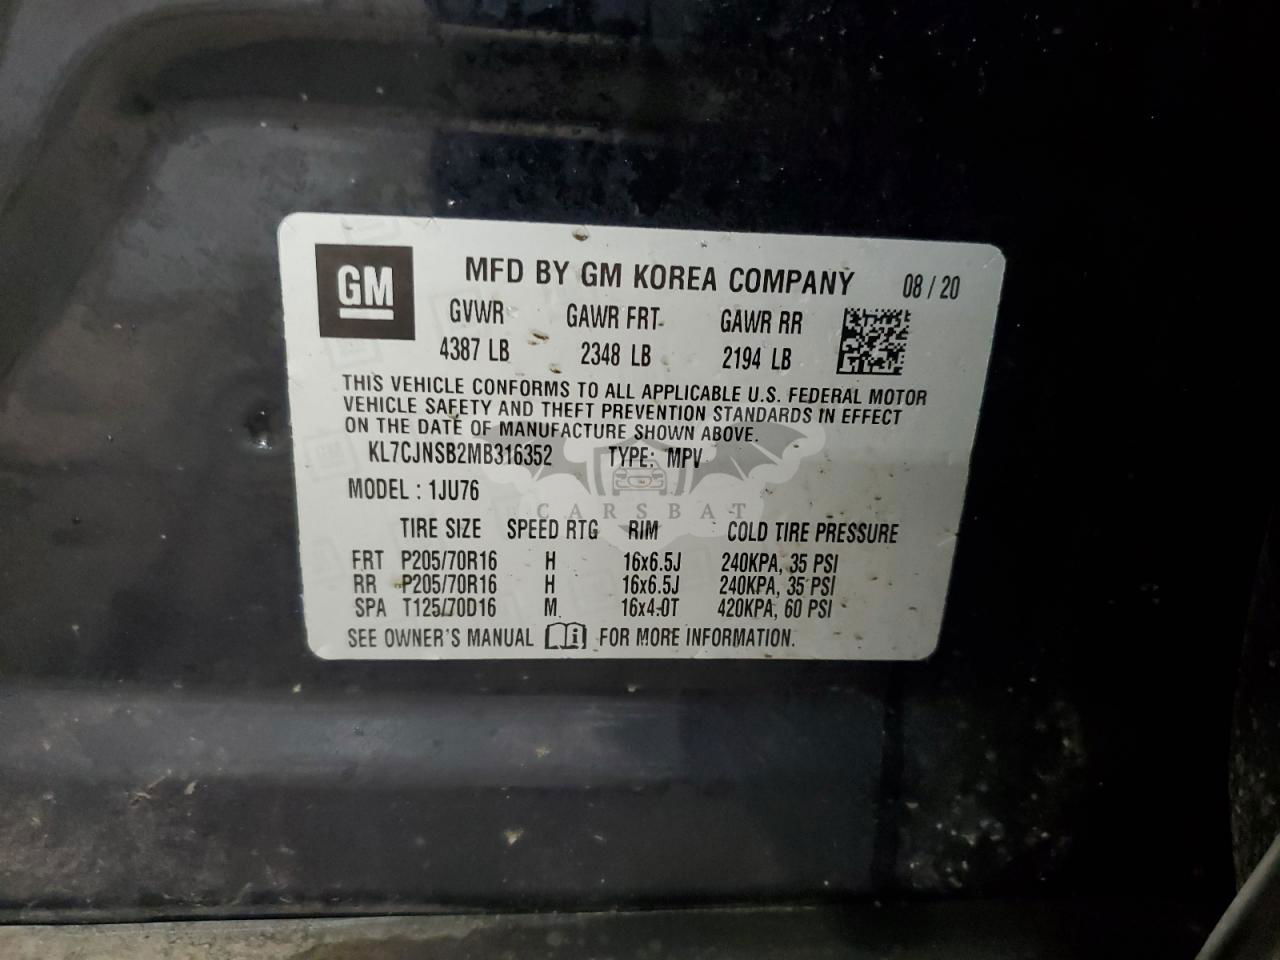 GM
MFD BY GM KOREA COMPANY 08 / 20
GVWR GAWR FRT GAWR RR
4387 LB 2348 LB 2194 LB
THIS VEHICLE CONFORMS TO ALL APPLICABLE U.S. FEDERAL MOTOR
VEHICLE SAFETY AND THEFT PREVENTION STANDARDS IN EFFECT
ON THE DATE OF MANUFACTURE SHOWN ABOVE.
KL7CJNSB2MB316352 TYPE: MPV
MODEL : 1JU76
CARSBAT
TIRE SIZE SPEED RTG RIM COLD TIRE PRESSURE
FRT P205/70R16 H 16x6.5J 240KPA, 35 PSI
RR P205/70R16 H 16x6.5J 240KPA, 35 PSI
SPA T125/70D16 M 16x4.0T 420KPA, 60 PSI
SEE OWNER'S MANUAL FOR MORE INFORMATION.